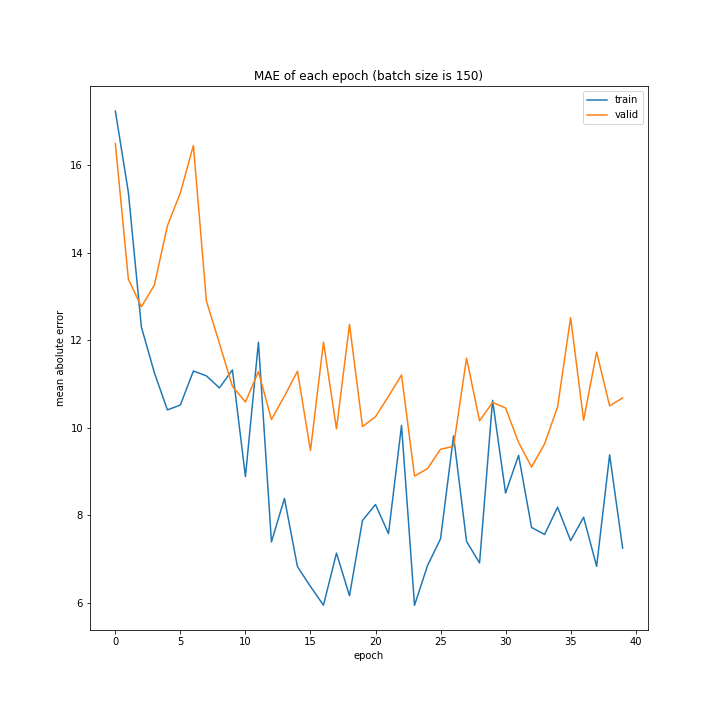 MAE of each epoch (batch size is 150)
train
valid
mean abolute error
16
14
12
10
8
6
0 5 10 15 20 25 30 35 40
epoch